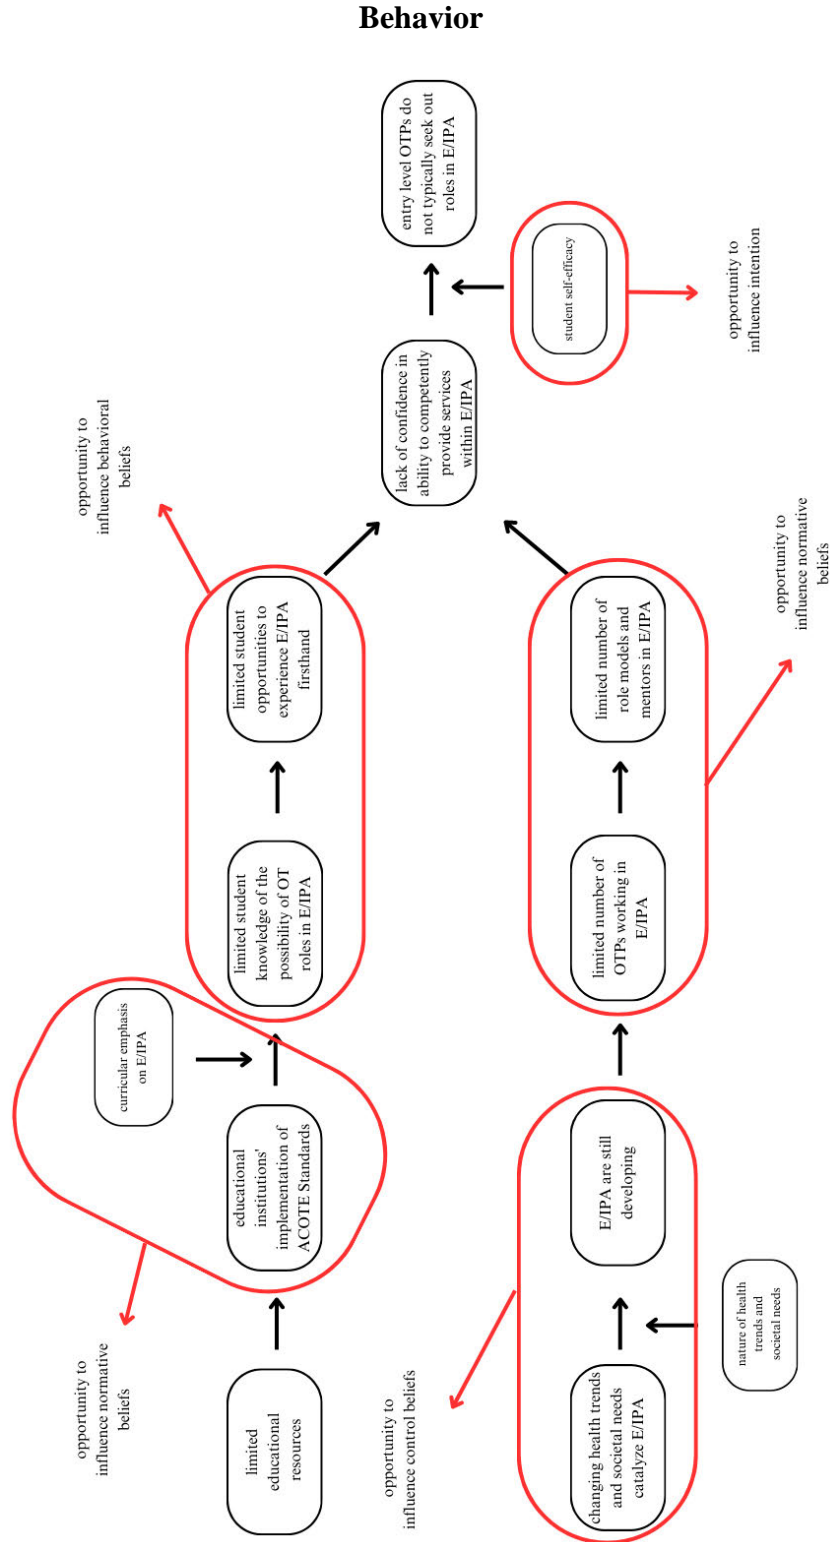 Behavior
opportunity to
influence normative
beliefs
limited
educational
resources
educational
institutions'
implementation of
ACOTE Standards
curricular emphasis
on E/IPA
limited student
knowledge of the
possibility of OT
roles in E/IPA
limited student
opportunities to
experience E/IPA
firsthand
opportunity to
influence behavioral
beliefs
lack of confidence in
ability to competently
provide services
within E/IPA
entry level OTPs do
not typically seek out
roles in E/IPA
student self-efficacy
opportunity to
influence intention
opportunity to
influence control beliefs
changing health trends
and societal needs
catalyze E/IPA
nature of health
trends and
societal needs
E/IPA are still
developing
limited number of
OTPs working in
E/IPA
limited number of
role models and
mentors in E/IPA
opportunity to
influence normative
beliefs